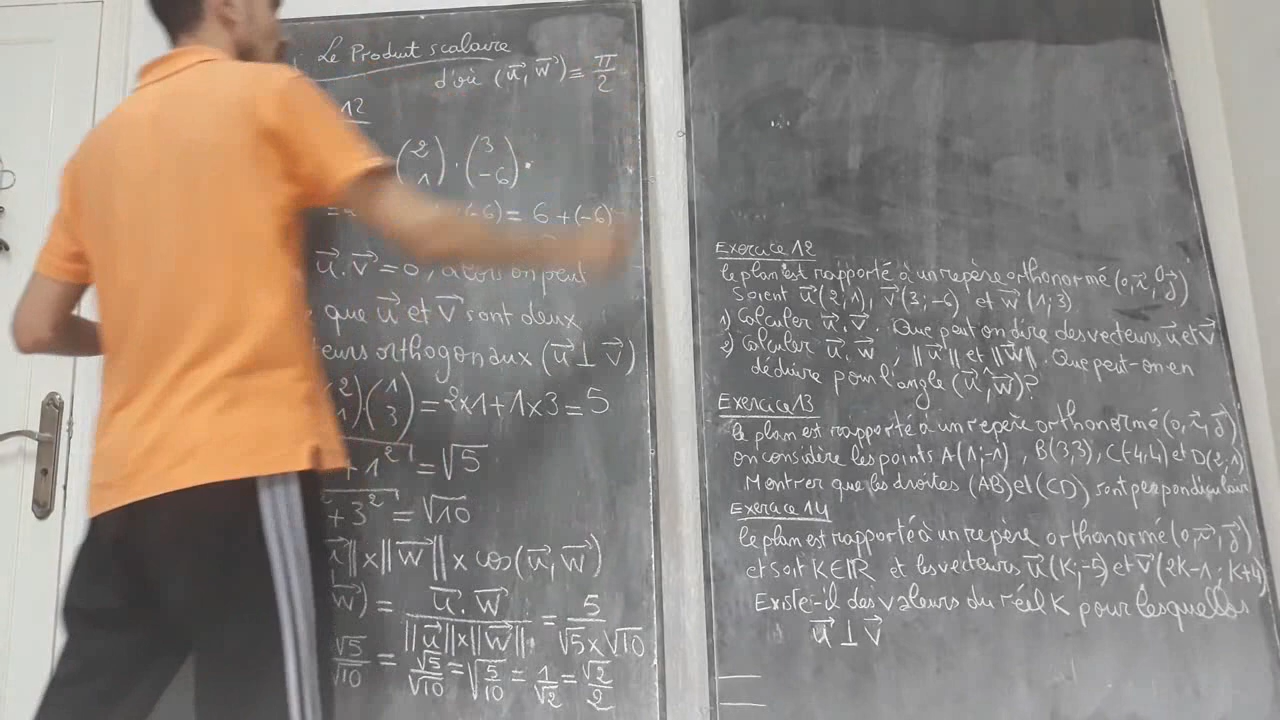 Le Produit scalaire
d'où (u⃗, w⃗) = π/2
12
(2 1) · (3 -6).
(-6) = 6 + (-6)
u⃗.v⃗ = 0, alors on peut
que u⃗ et v⃗ sont deux
teurs orthogonaux (u⃗ ⊥ v⃗)
(2 1)(1 3) = 2x1 + 1x3 = 5
+ 1² = √5
+ 3² = √10
u⃗|| x ||w⃗|| x cos(u⃗, w⃗)
w⃗) = u⃗.w⃗ / ||u⃗|| x ||w⃗|| = 5 / √5 x √10
√5/√10 = √5/√10 = √5/10 = 1/√2 = √2/2
Exercice 12
le plan est rapporté à un repère orthonormé (0, i⃗, j⃗)
Soient u⃗(2; 1), v⃗(3; -6) et w⃗(1; 3)
1) Calculer u⃗.v⃗. Que peut on dire des vecteurs u⃗ et v⃗
2) Calculer u⃗.w⃗, ||u⃗|| et ||w⃗||. Que peut-on en
déduire pour l'angle (u⃗, w⃗)?
Exercice 13
le plan est rapporté à un repère orthonormé (0, i⃗, j⃗)
on considère les points A(1; -1), B(3,3), C(-4,4) et D(2; 1)
Montrer que les droites (AB) et (CD) sont perpendiculaires
Exercice 14
le plan est rapporté à un repère orthonormé (0, i⃗, j⃗)
et soit K∈ℝ et les vecteurs u⃗(K; -5) et v⃗(2K-1, K+4)
Existe-il des valeurs du réel K pour lesquelles
u⃗ ⊥ v⃗